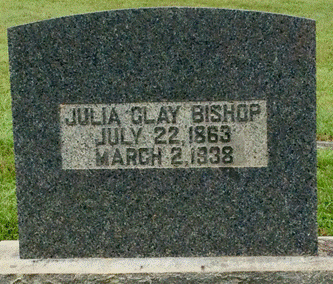 JULIA CLAY BISHOP
JULY 22, 1863
MARCH 2, 1938